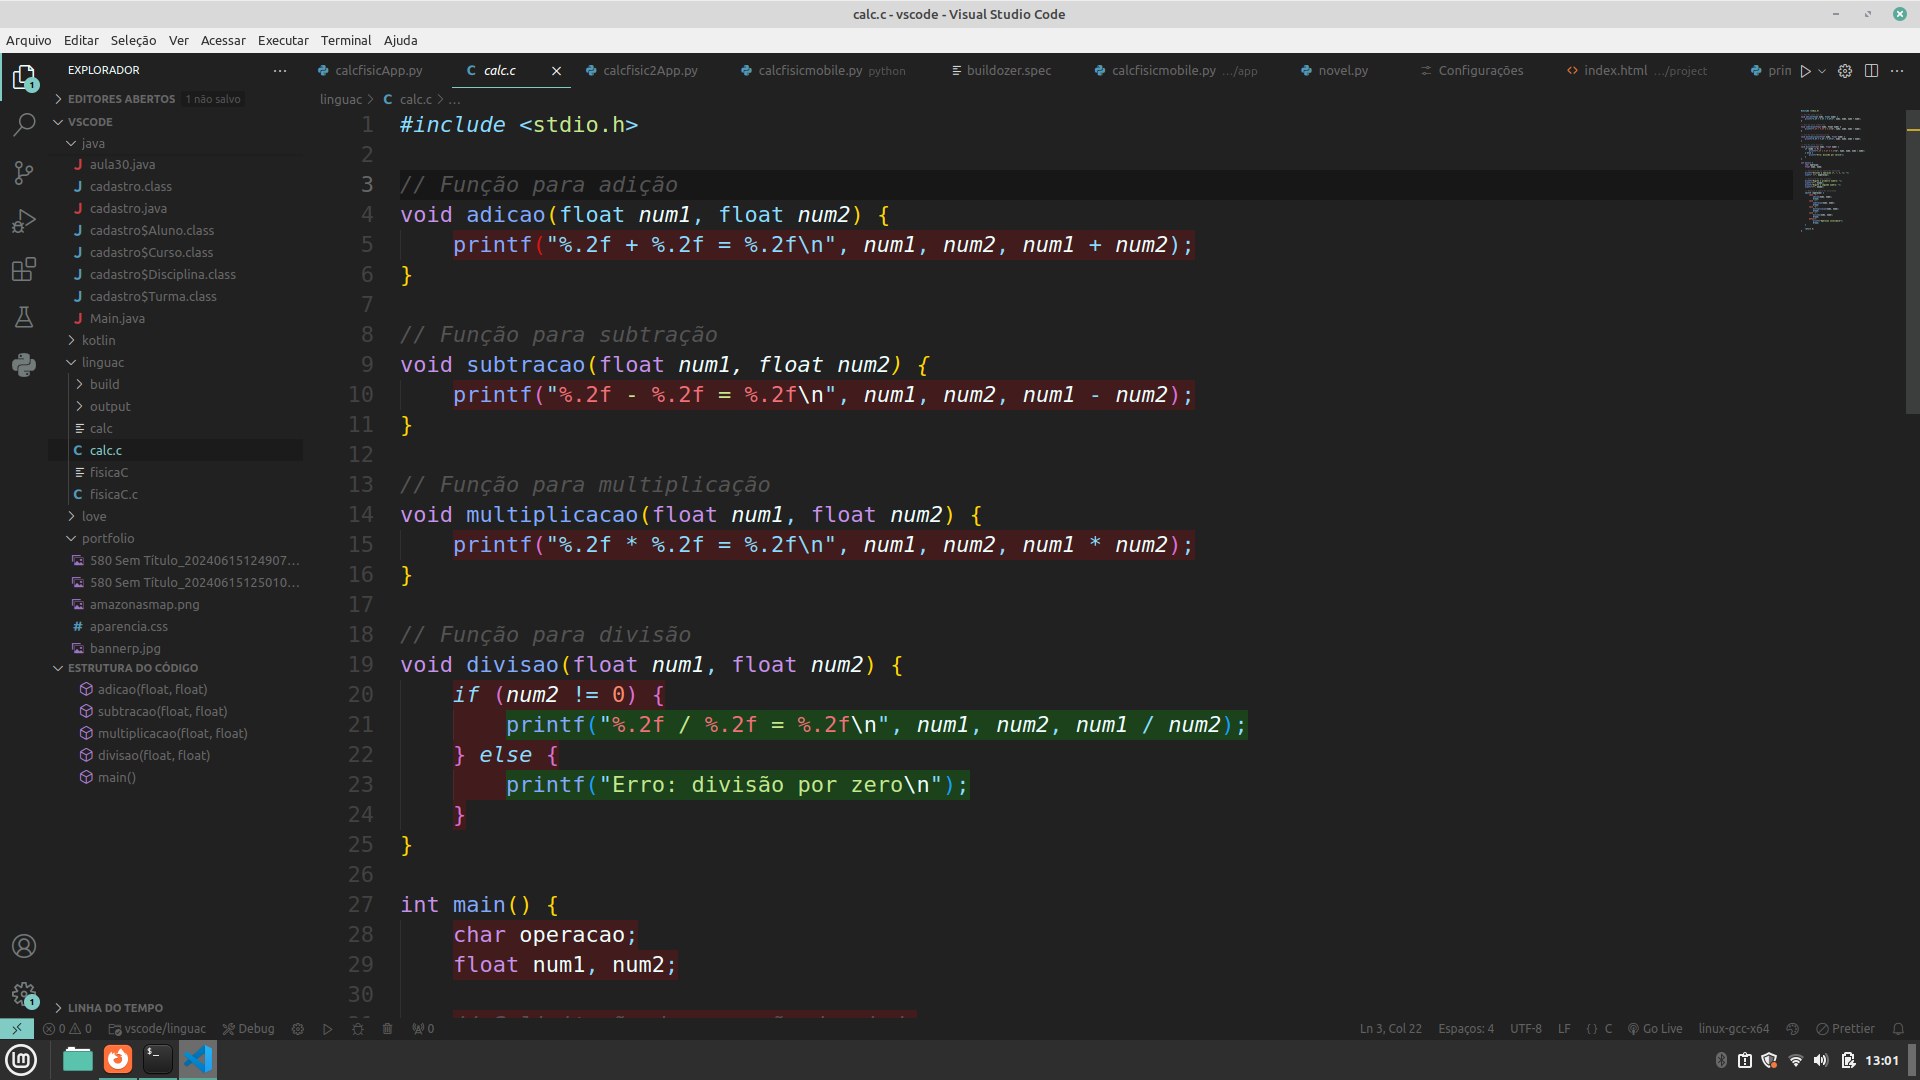 calc.c - vscode - Visual Studio Code
Arquivo Editar Seleção Ver Acessar Executar Terminal Ajuda
EXPLORADOR
calcfisicApp.py calc.c calcfisic2App.py calcfisicmobile.py python buildozer.spec calcfisicmobile.py .../app novel.py Configurações index.html .../project
EDITORES ABERTOS 1 não salvo
linguac > C calc.c > ...
VSCODE
java
aula30.java
cadastro.class
cadastro.java
cadastro$Aluno.class
cadastro$Curso.class
cadastro$Disciplina.class
cadastro$Turma.class
Main.java
kotlin
linguac
build
output
calc
calc.c
fisicaC
fisicaC.c
love
portfolio
580 Sem Título_20240615124907...
580 Sem Título_20240615125010...
amazonasmap.png
aparencia.css
bannerp.jpg
ESTRUTURA DO CÓDIGO
adicao(float, float)
subtracao(float, float)
multiplicacao(float, float)
divisao(float, float)
main()
LINHA DO TEMPO
1 #include <stdio.h>
2
3 // Função para adição
4 void adicao(float num1, float num2) {
5 printf("%.2f + %.2f = %.2f\n", num1, num2, num1 + num2);
6 }
7
8 // Função para subtração
9 void subtracao(float num1, float num2) {
10 printf("%.2f - %.2f = %.2f\n", num1, num2, num1 - num2);
11 }
12
13 // Função para multiplicação
14 void multiplicacao(float num1, float num2) {
15 printf("%.2f * %.2f = %.2f\n", num1, num2, num1 * num2);
16 }
17
18 // Função para divisão
19 void divisao(float num1, float num2) {
20 if (num2 != 0) {
21 printf("%.2f / %.2f = %.2f\n", num1, num2, num1 / num2);
22 } else {
23 printf("Erro: divisão por zero\n");
24 }
25 }
26
27 int main() {
28 char operacao;
29 float num1, num2;
30
0 0 vscode/linguac Debug 0 Ln 3, Col 22 Espaços: 4 UTF-8 LF { } C Go Live linux-gcc-x64 Prettier
13:01